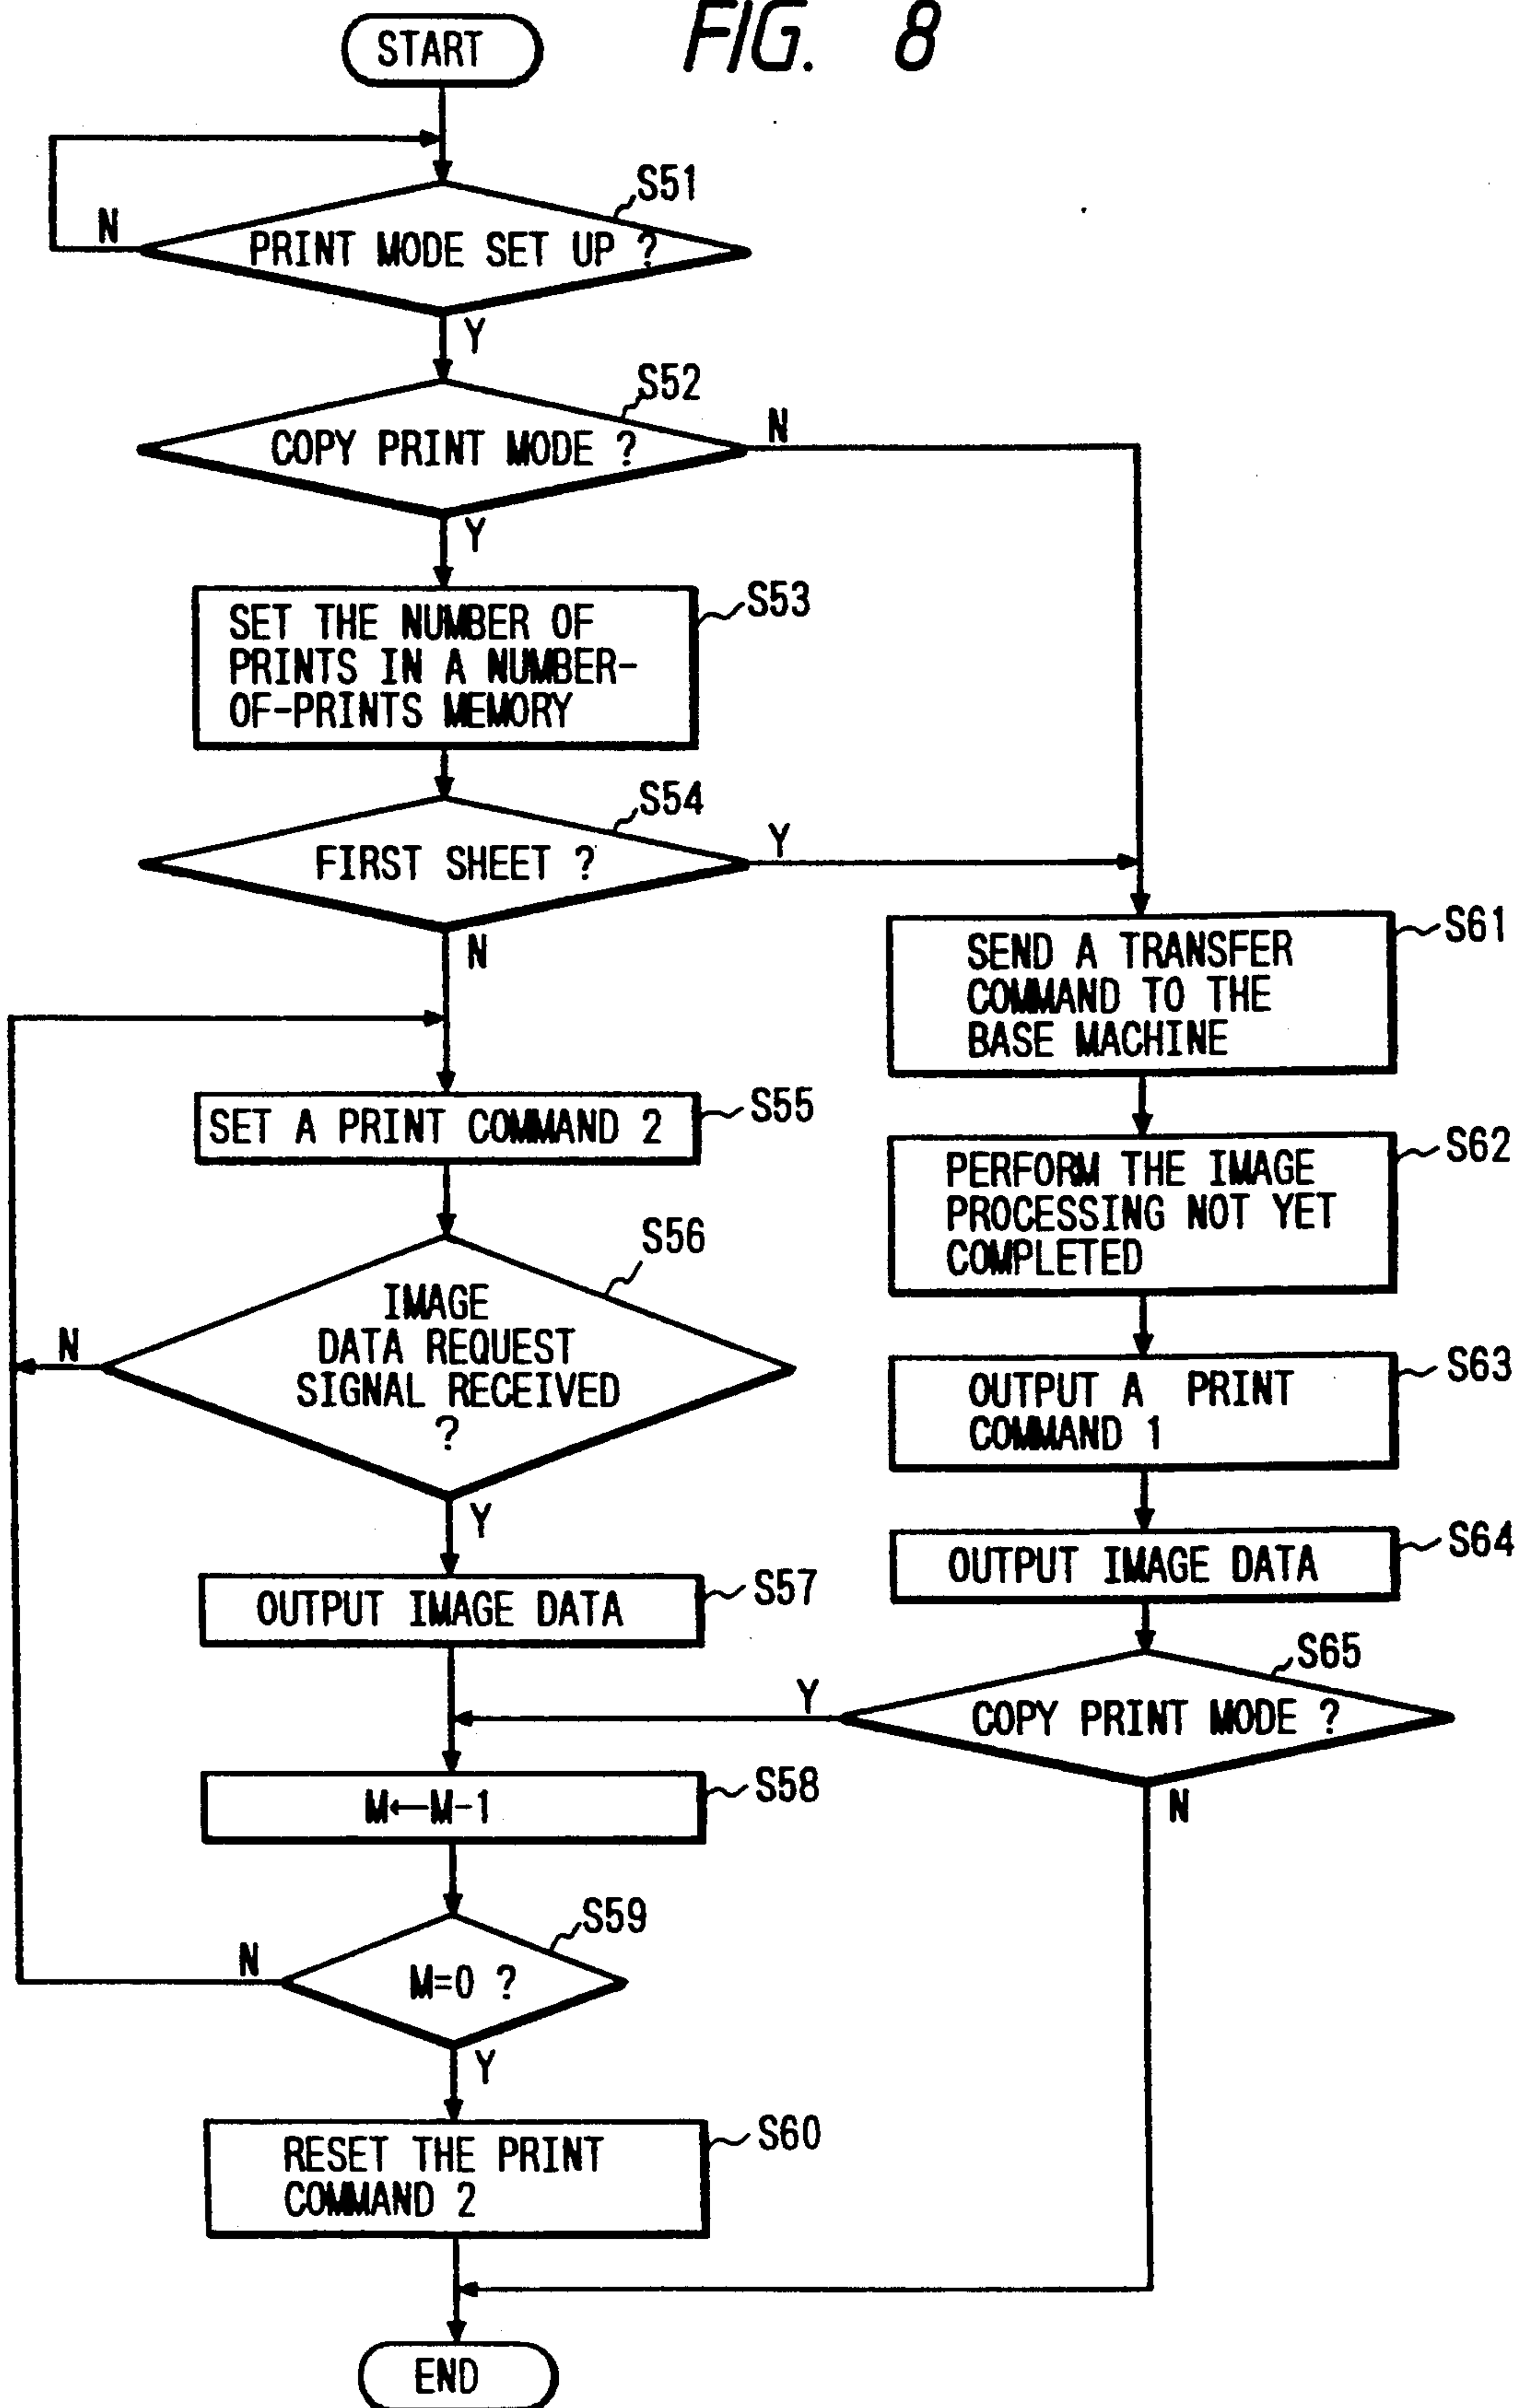 FIG. 8
START
S51
N
PRINT MODE SET UP ?
Y
S52
COPY PRINT MODE ?
N
Y
S53
SET THE NUMBER OF
PRINTS IN A NUMBER-
OF-PRINTS MEMORY
S54
FIRST SHEET ?
Y
N
S55
SET A PRINT COMMAND 2
S56
IMAGE
DATA REQUEST
SIGNAL RECEIVED
?
N
Y
S57
OUTPUT IMAGE DATA
S58
M←M-1
S59
M=0 ?
N
Y
S60
RESET THE PRINT
COMMAND 2
S61
SEND A TRANSFER
COMMAND TO THE
BASE MACHINE
S62
PERFORM THE IMAGE
PROCESSING NOT YET
COMPLETED
S63
OUTPUT A PRINT
COMMAND 1
S64
OUTPUT IMAGE DATA
S65
COPY PRINT MODE ?
Y
N
END